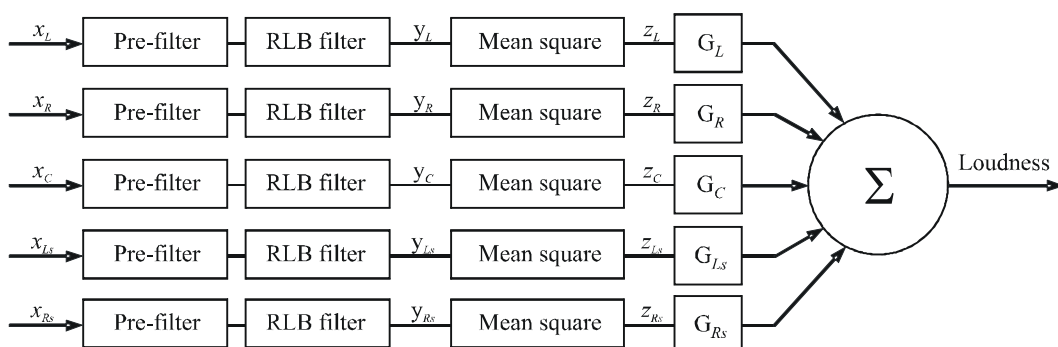 x_L Pre-filter RLB filter y_L Mean square z_L G_L
x_R Pre-filter RLB filter y_R Mean square z_R G_R
x_C Pre-filter RLB filter y_C Mean square z_C G_C
Σ Loudness
x_Ls Pre-filter RLB filter y_Ls Mean square z_Ls G_Ls
x_Rs Pre-filter RLB filter y_Rs Mean square z_Rs G_Rs